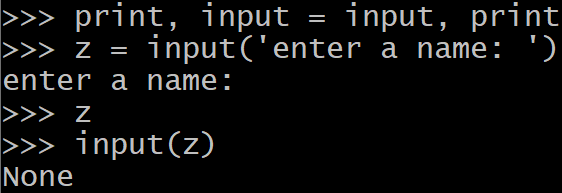 >>> print, input = input, print
>>> z = input('enter a name: ')
enter a name:
>>> z
>>> input(z)
None